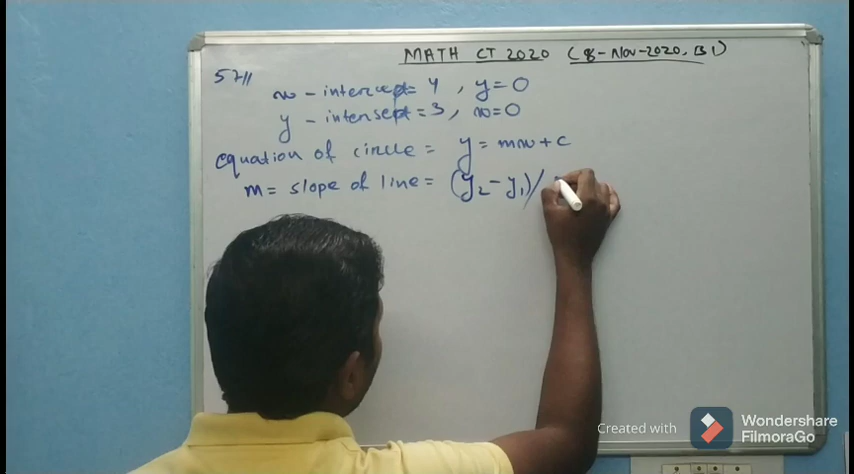 MATH CT 2020 (8-Nov-2020, B1)
57//
x - intercept = 4 , y = 0
y - intersept = 3 , x = 0
equation of circle = y = mx + c
m = slope of line = (y₂ - y₁) /
Created with Wondershare FilmoraGo